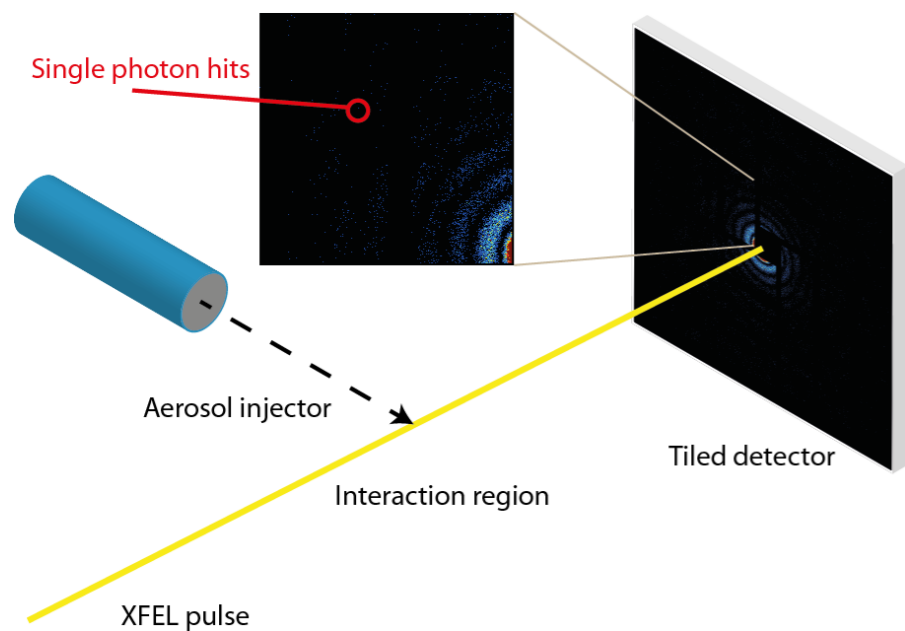 Single photon hits
Aerosol injector
Tiled detector
Interaction region
XFEL pulse